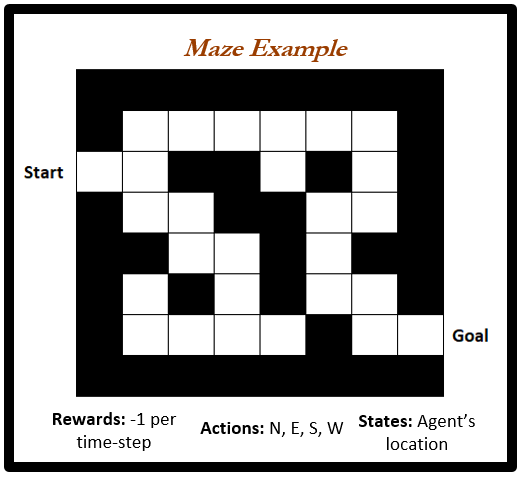 Maze Example
Start
Goal
Rewards: -1 per
time-step
Actions: N, E, S, W
States: Agent’s
location